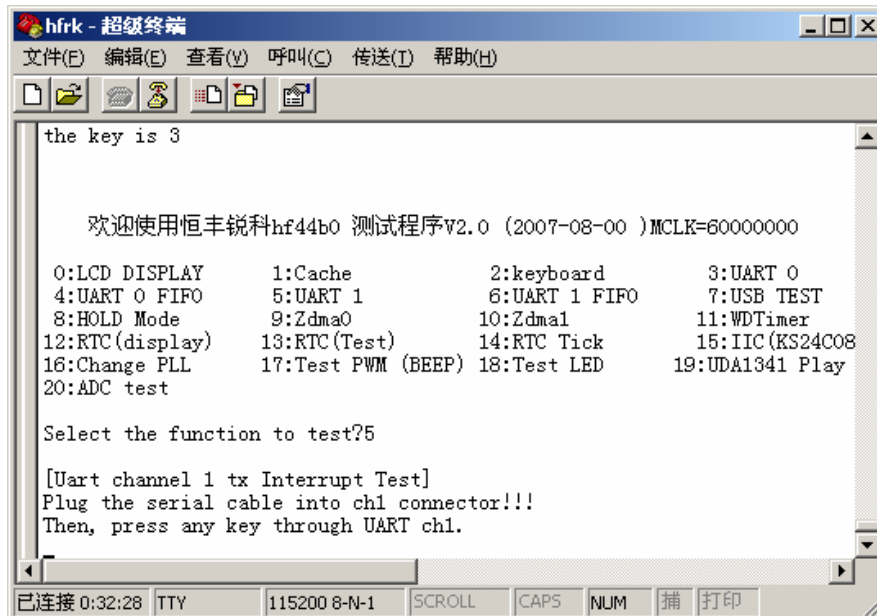 hfrk - 超级终端
文件(F) 编辑(E) 查看(V) 呼叫(C) 传送(T) 帮助(H)
the key is 3
欢迎使用恒丰锐科hf44b0 测试程序V2.0 (2007-08-00 )MCLK=60000000
0:LCD DISPLAY 1:Cache 2:keyboard 3:UART 0
4:UART 0 FIFO 5:UART 1 6:UART 1 FIFO 7:USB TEST
8:HOLD Mode 9:Zdma0 10:Zdma1 11:WDTimer
12:RTC(display) 13:RTC(Test) 14:RTC Tick 15:IIC(KS24C08
16:Change PLL 17:Test PWM (BEEP) 18:Test LED 19:UDA1341 Play
20:ADC test
Select the function to test?5
[Uart channel 1 tx Interrupt Test]
Plug the serial cable into ch1 connector!!!
Then, press any key through UART ch1.
_
已连接 0:32:28 TTY 115200 8-N-1 SCROLL CAPS NUM 捕 打印